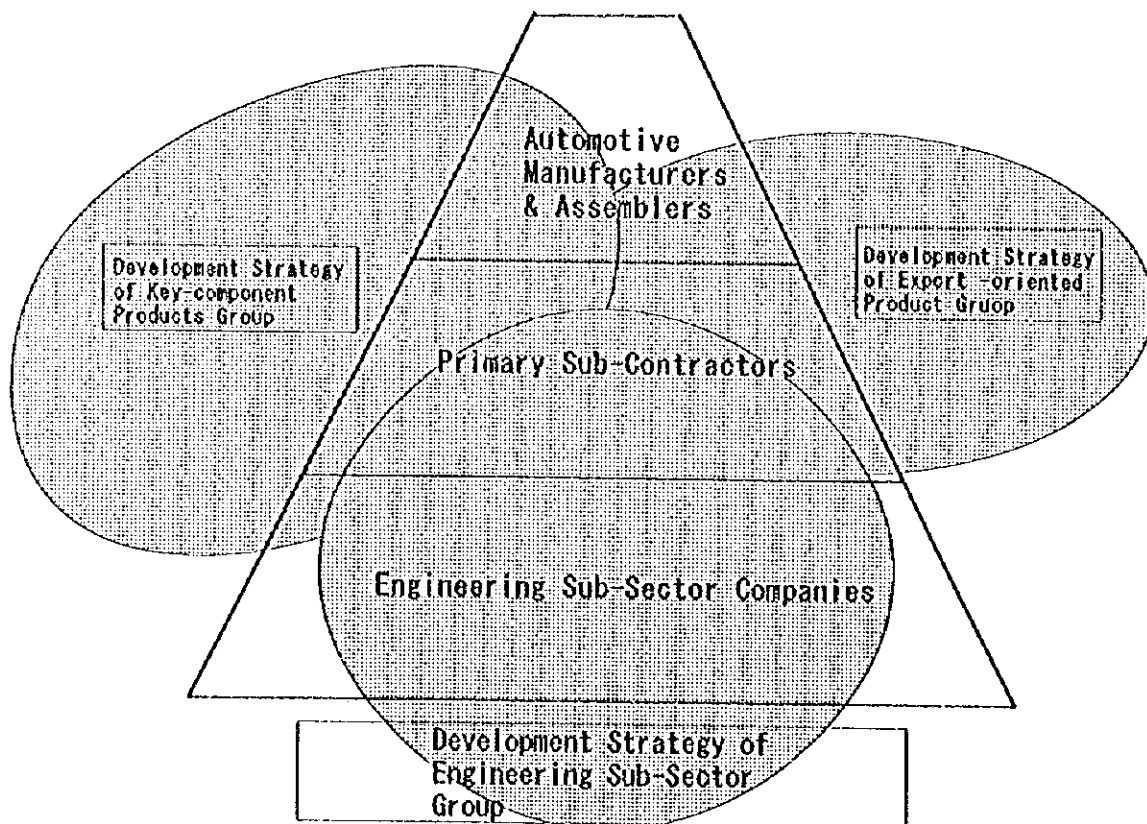 Automotive
Manufacturers
& Assemblers
Development Strategy
of Key-component
Products Group
Development Strategy
of Export -oriented
Product Gruop
Primary Sub-Contractors
Engineering Sub-Sector Companies
Development Strategy of
Engineering Sub-Sector
Group